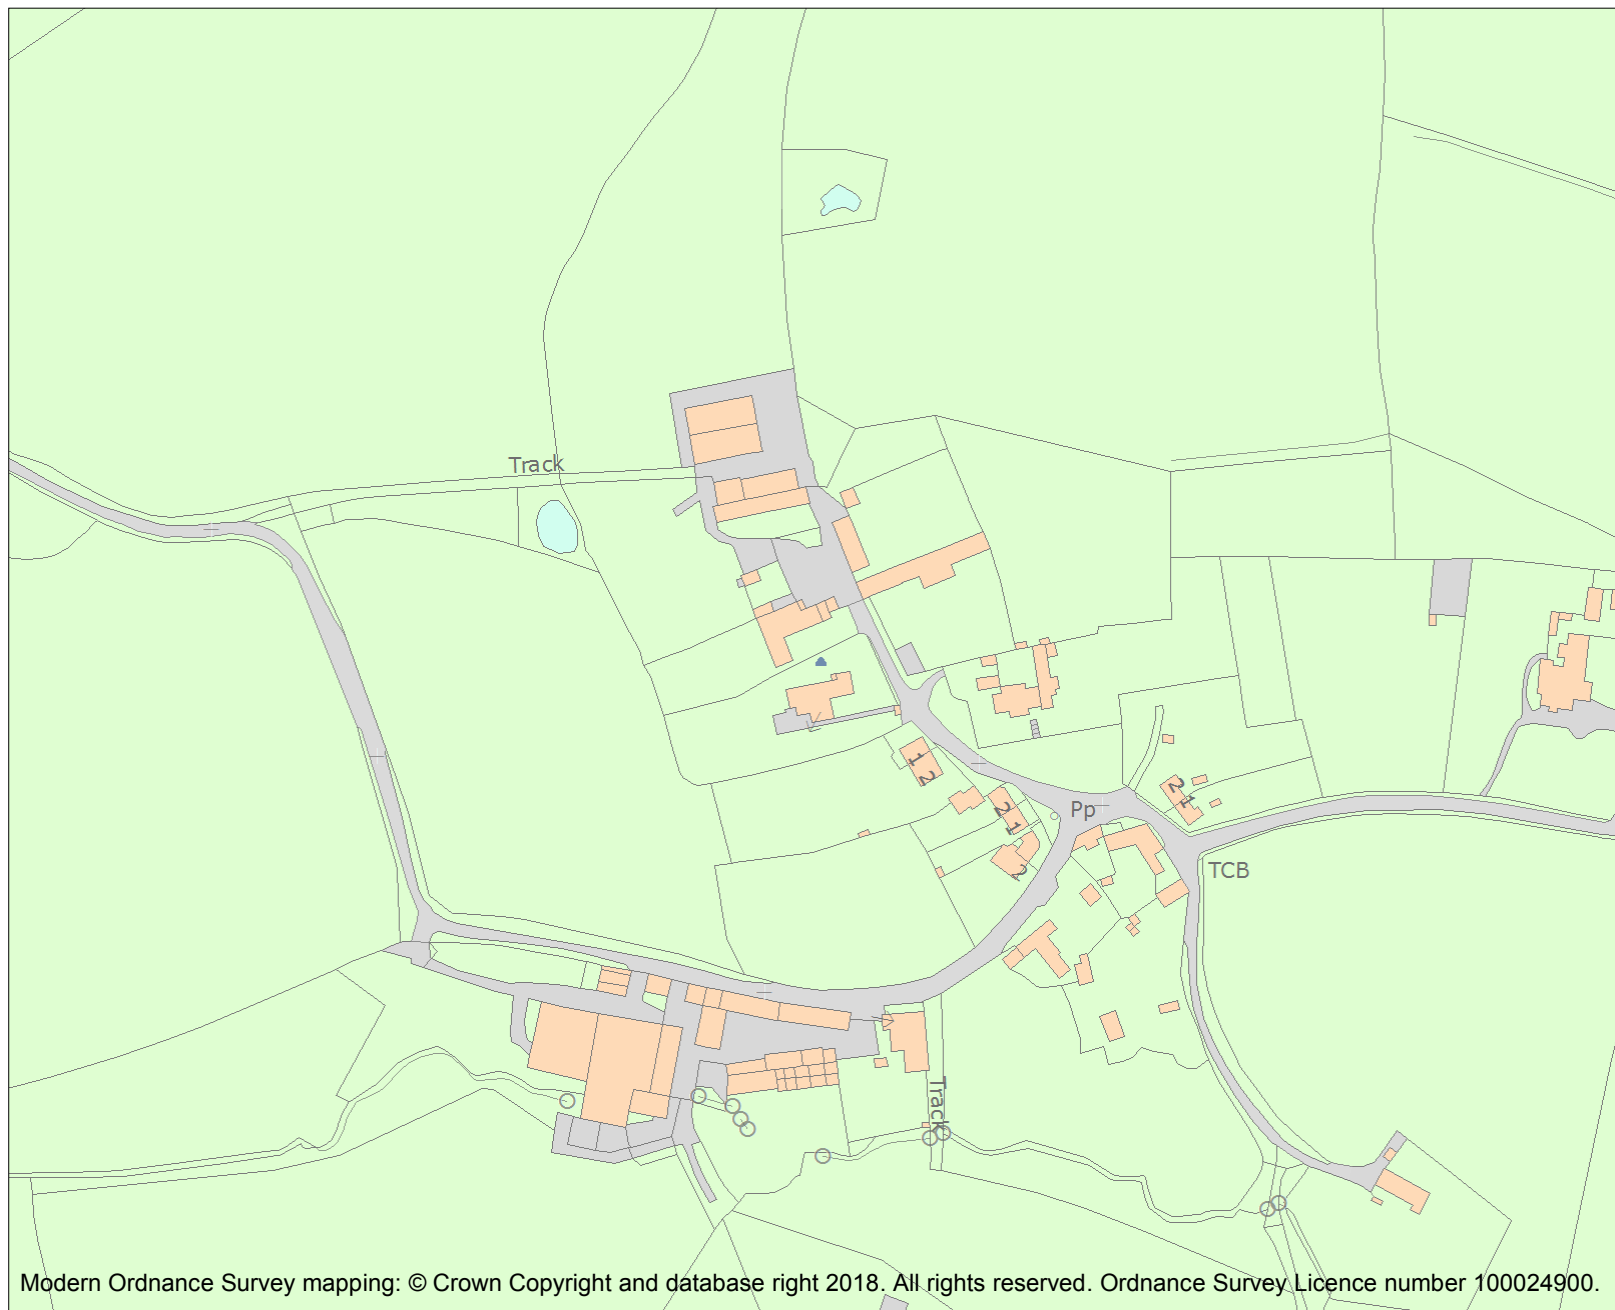 Track
1 2
2 1
2 1
Pp
2
TCB
Track
Modern Ordnance Survey mapping: © Crown Copyright and database right 2018. All rights reserved. Ordnance Survey Licence number 100024900.